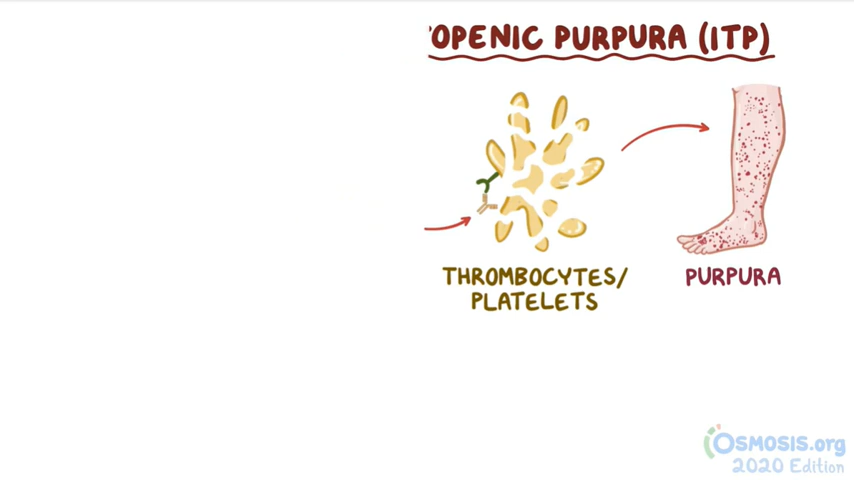 OPENIC PURPURA (ITP)
THROMBOCYTES/
PLATELETS
PURPURA
OSMOSIS.org
2020 Edition